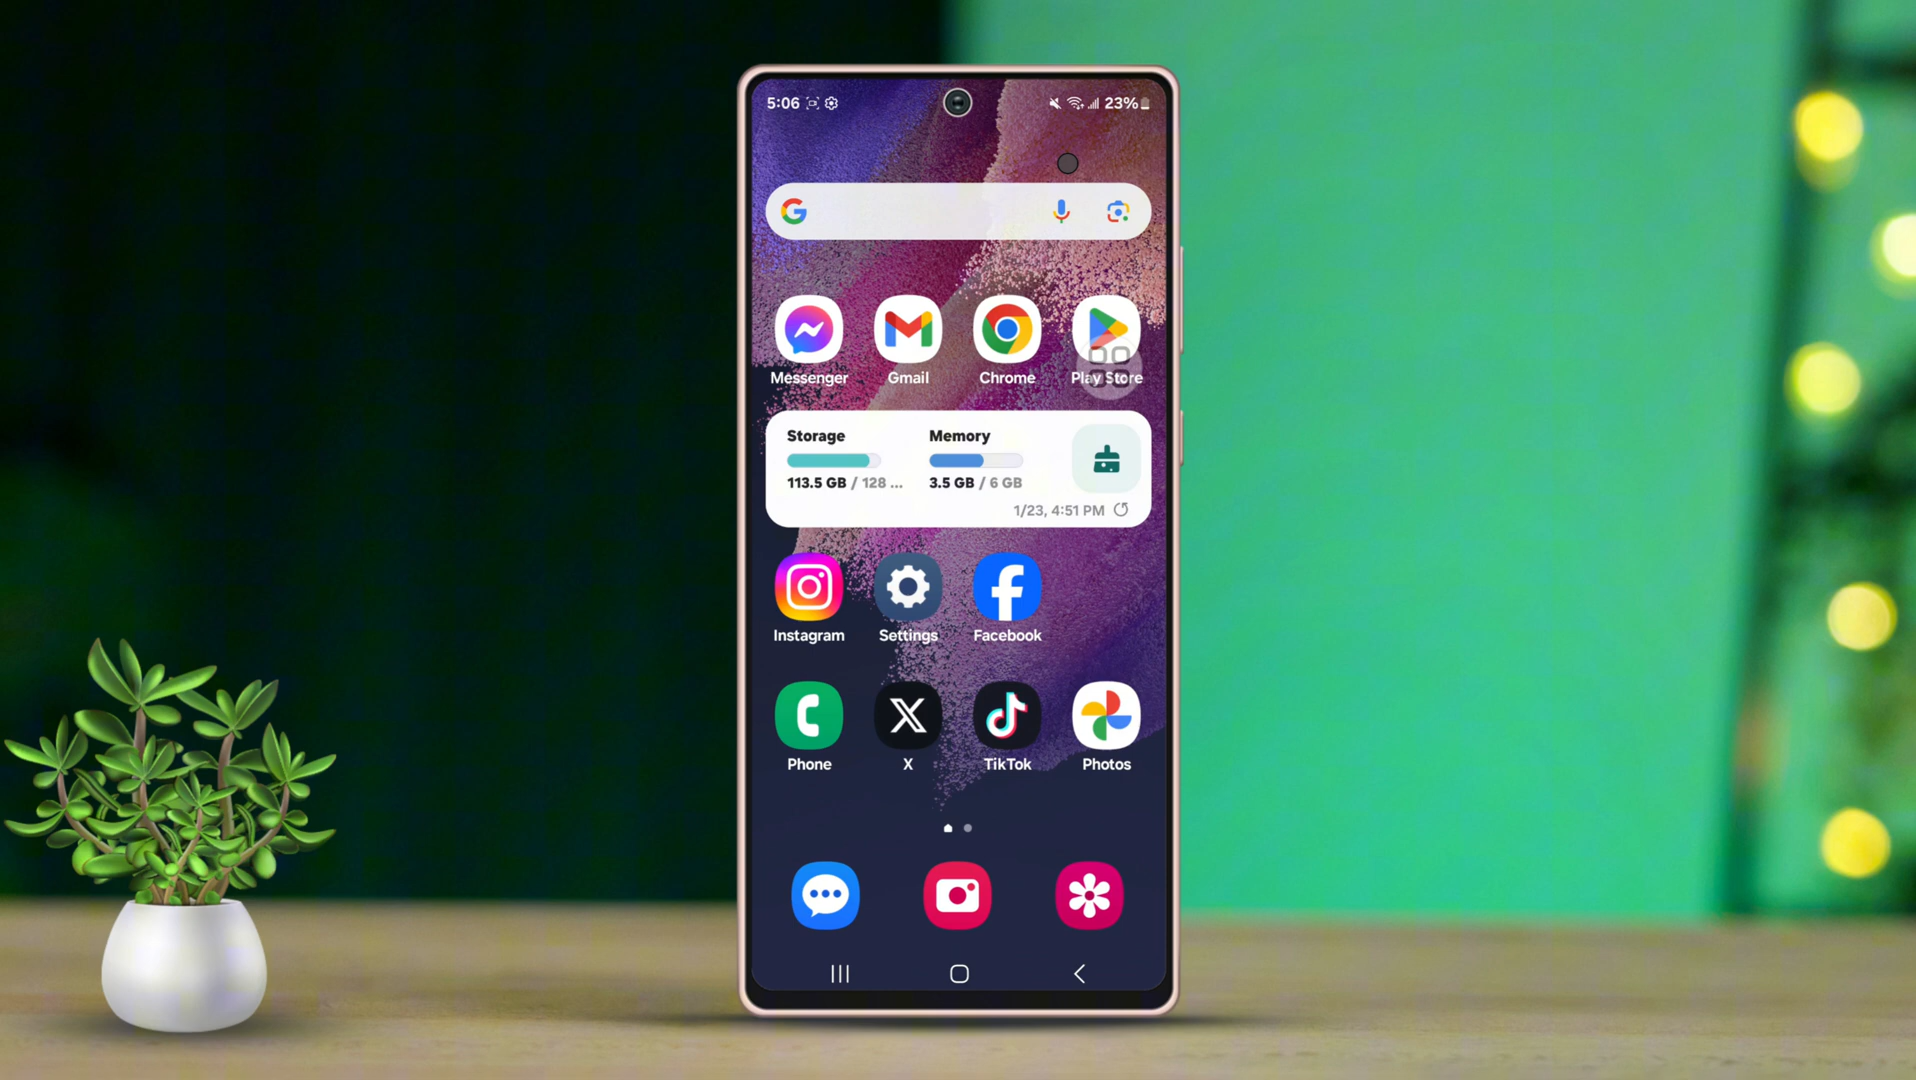 5:06 23%
Messenger Gmail Chrome Play Store
Storage Memory
113.5 GB / 128 ... 3.5 GB / 6 GB
1/23, 4:51 PM
Instagram Settings Facebook
Phone X TikTok Photos